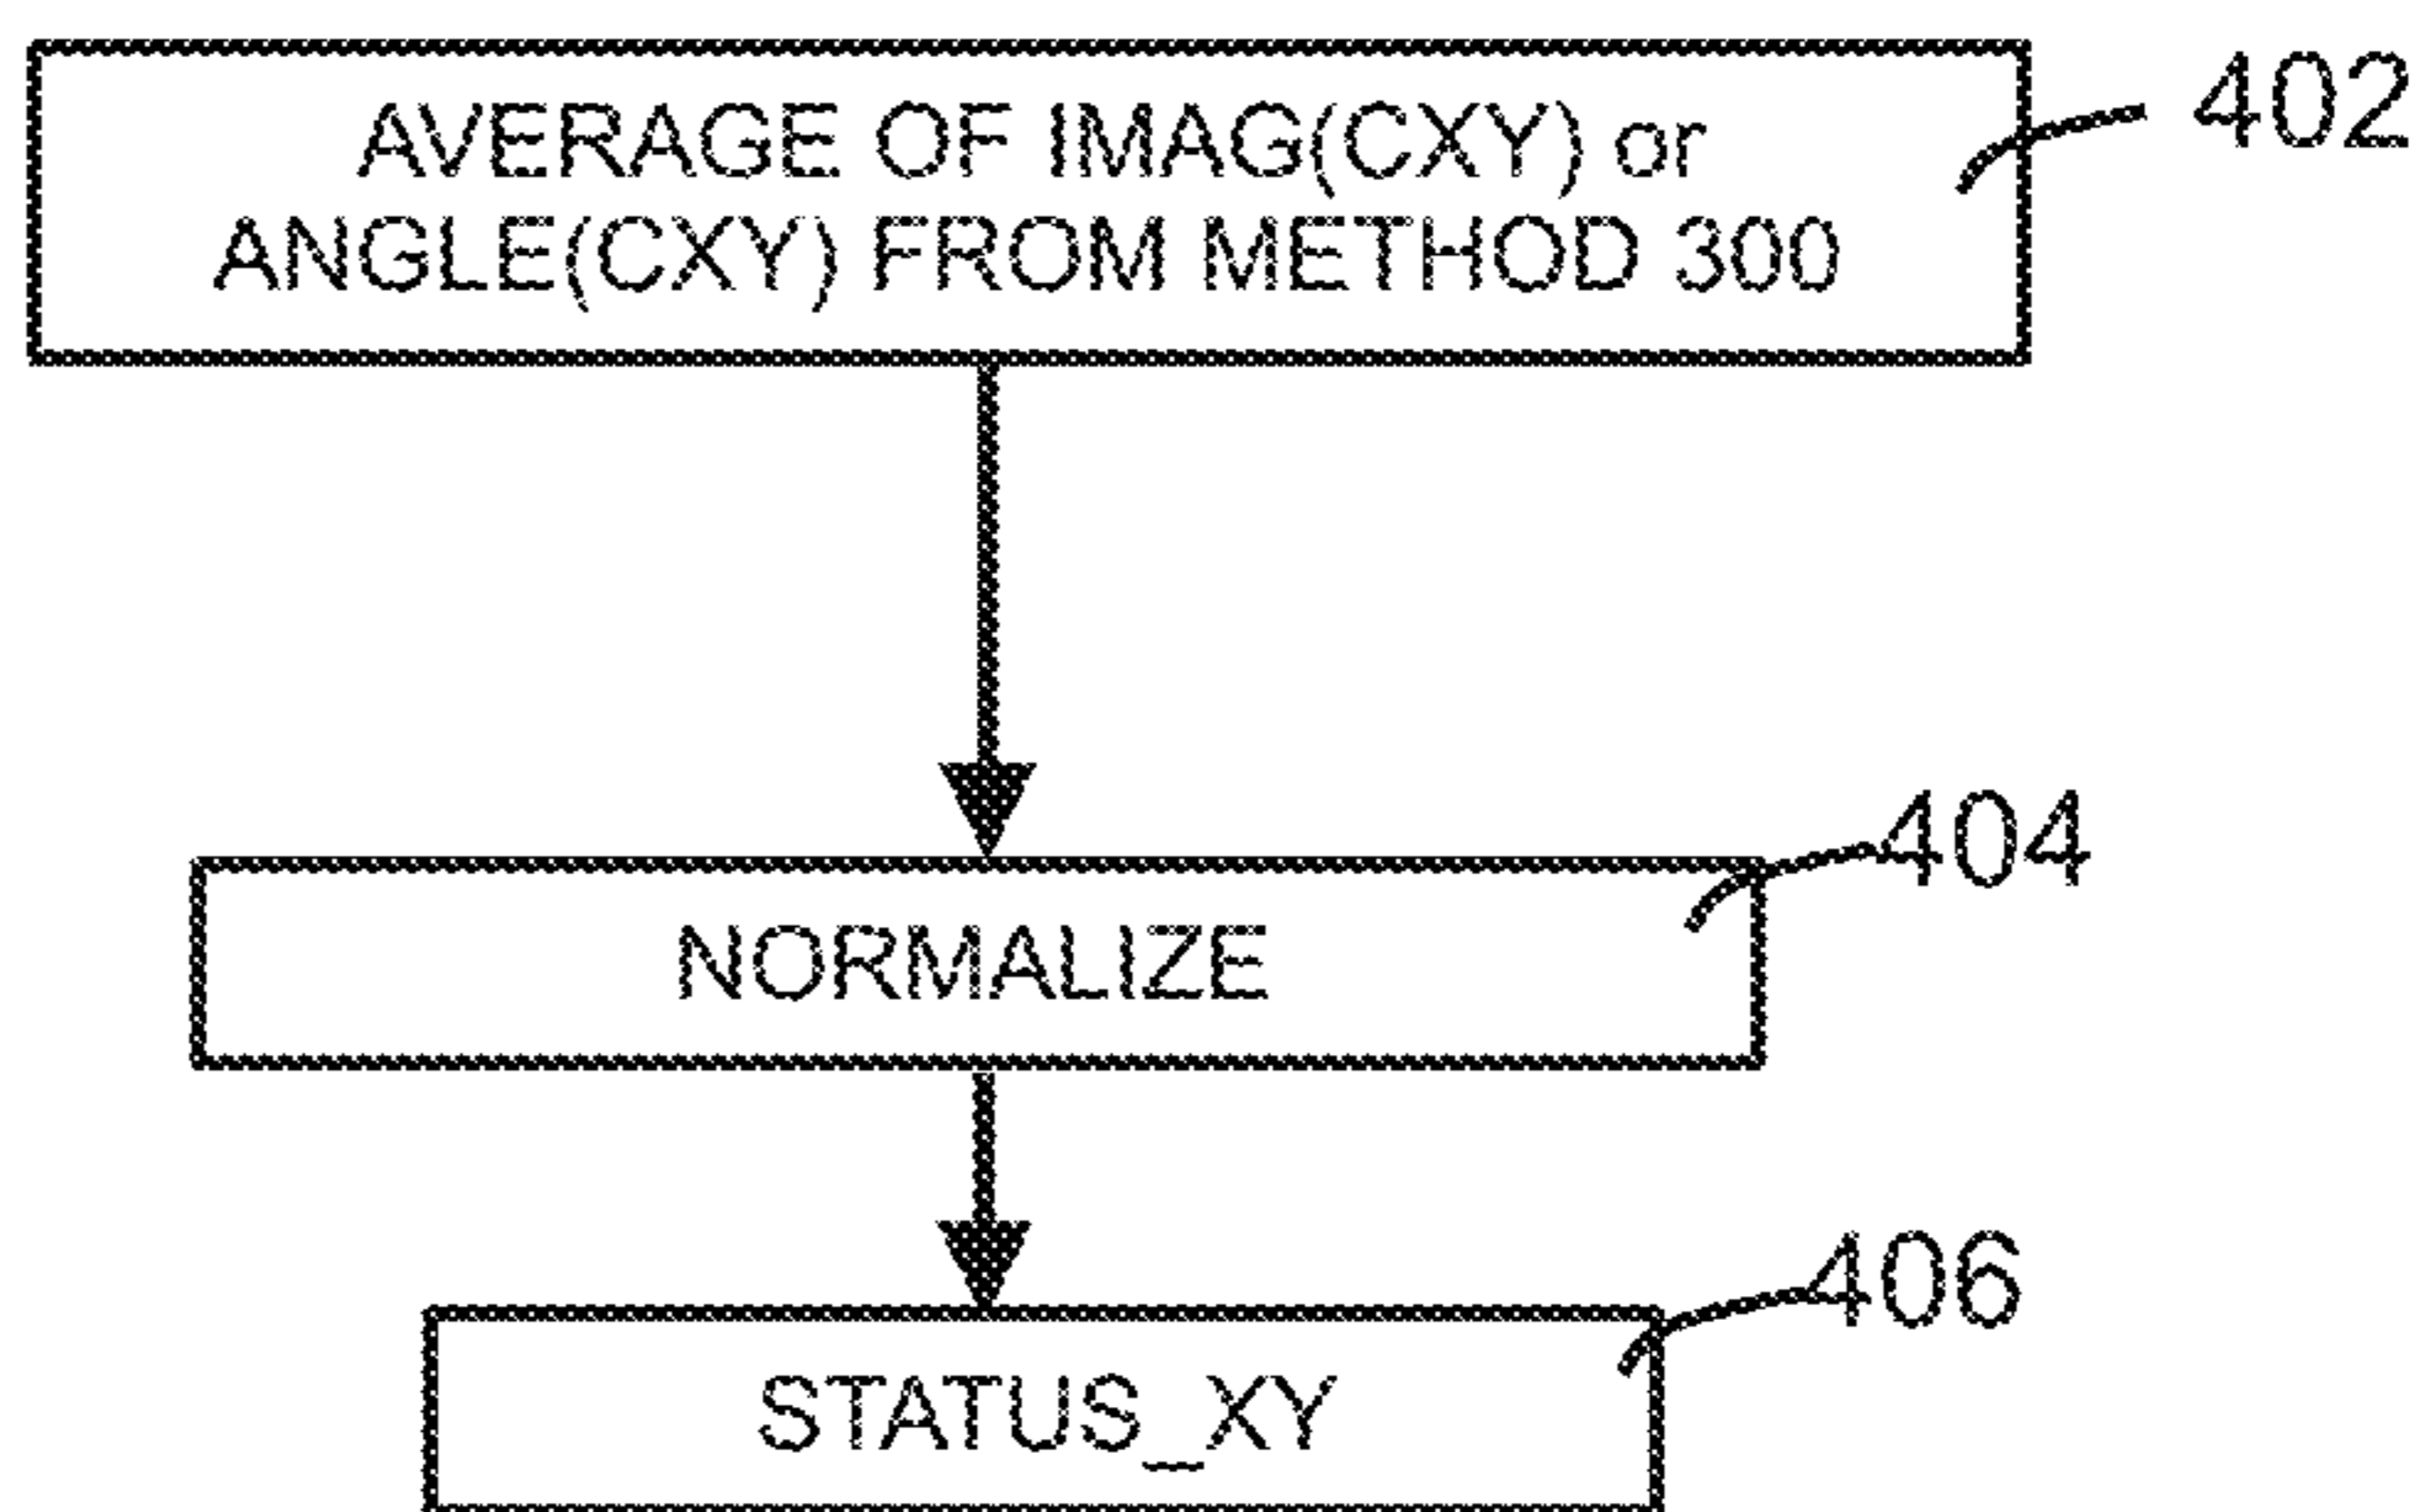 AVERAGE OF IMAG(CXY) or
ANGLE(CXY) FROM METHOD 300
402
NORMALIZE
404
STATUS_XY
406